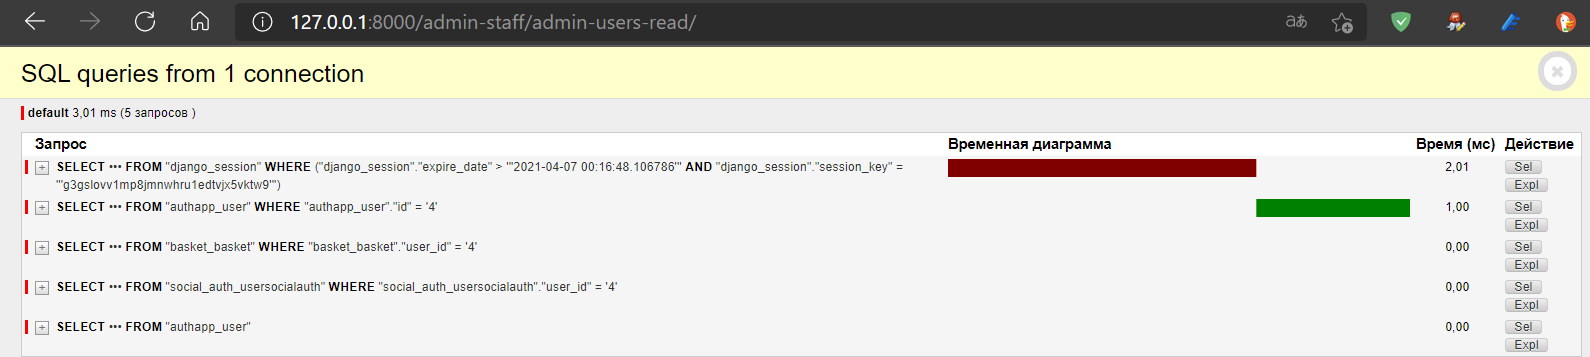 127.0.0.1:8000/admin-staff/admin-users-read/
SQL queries from 1 connection
default 3,01 ms (5 запросов )
Запрос Временная диаграмма Время (мс) Действие
SELECT ••• FROM "django_session" WHERE ("django_session"."expire_date" > '"2021-04-07 00:16:48.106786"' AND "django_session"."session_key" = 2,01 Sel
'"g3gslovv1mp8jmnwhru1edtvjx5vktw9"') Expl
SELECT ••• FROM "authapp_user" WHERE "authapp_user"."id" = '4' 1,00 Sel
Expl
SELECT ••• FROM "basket_basket" WHERE "basket_basket"."user_id" = '4' 0,00 Sel
Expl
SELECT ••• FROM "social_auth_usersocialauth" WHERE "social_auth_usersocialauth"."user_id" = '4' 0,00 Sel
Expl
SELECT ••• FROM "authapp_user" 0,00 Sel
Expl